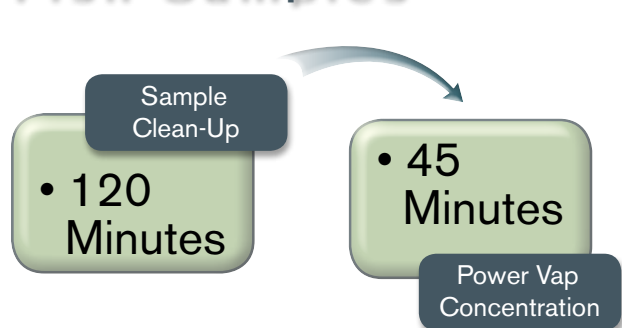 Sample
Clean-Up
• 120
Minutes
• 45
Minutes
Power Vap
Concentration